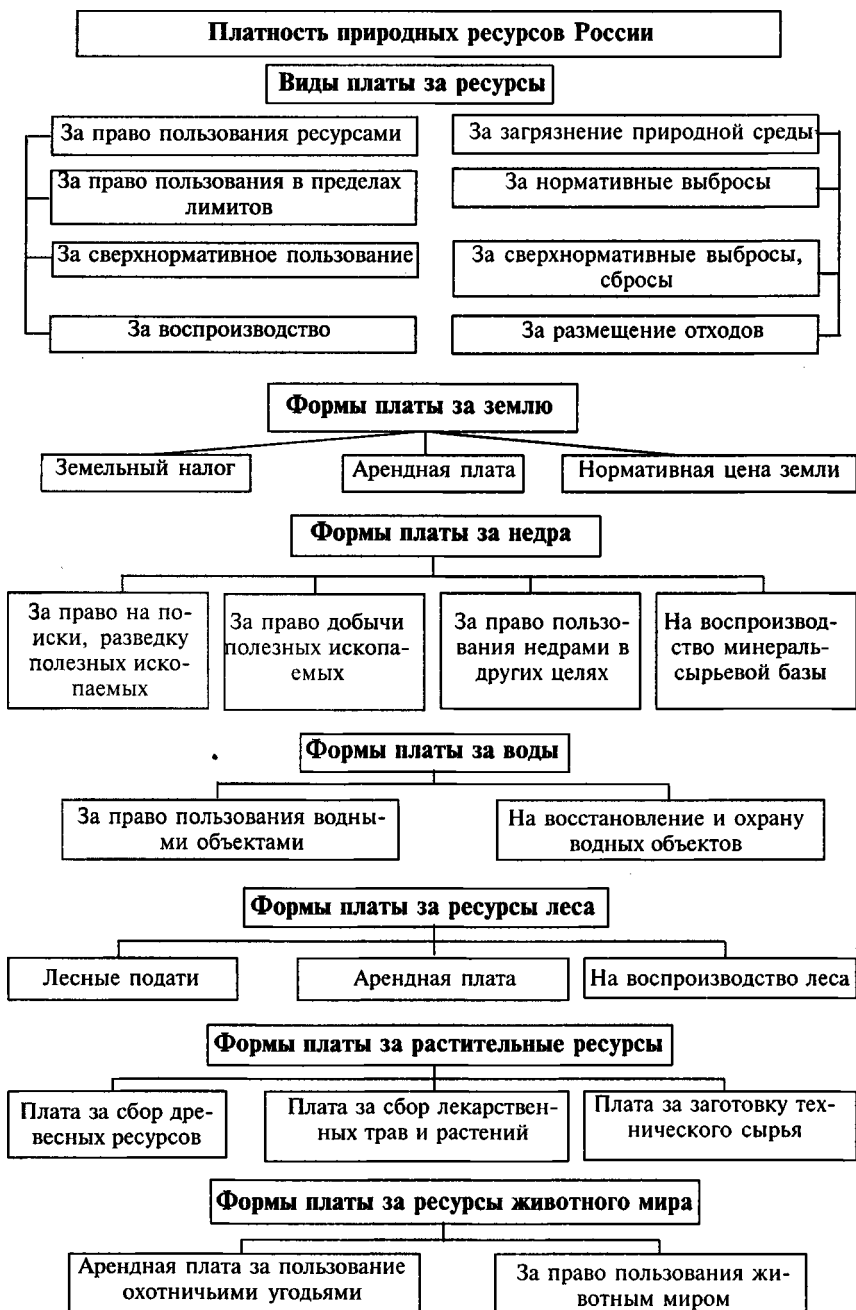 Платность природных ресурсов России
Виды платы за ресурсы
За право пользования ресурсами
За право пользования в пределах
лимитов
За сверхнормативное пользование
За воспроизводство
За загрязнение природной среды
За нормативные выбросы
За сверхнормативные выбросы,
сбросы
За размещение отходов
Формы платы за землю
Земельный налог
Арендная плата
Нормативная цена земли
Формы платы за недра
За право на по-
иски, разведку
полезных иско-
паемых
За право добычи
полезных ископа-
емых
За право пользо-
вания недрами в
других целях
На воспроизвод-
ство минераль-
сырьевой базы
Формы платы за воды
За право пользования водны-
ми объектами
На восстановление и охрану
водных объектов
Формы платы за ресурсы леса
Лесные подати
Арендная плата
На воспроизводство леса
Формы платы за растительные ресурсы
Плата за сбор дре-
весных ресурсов
Плата за сбор лекарствен-
ных трав и растений
Плата за заготовку тех-
нического сырья
Формы платы за ресурсы животного мира
Арендная плата за пользование
охотничьими угодьями
За право пользования жи-
вотным миром